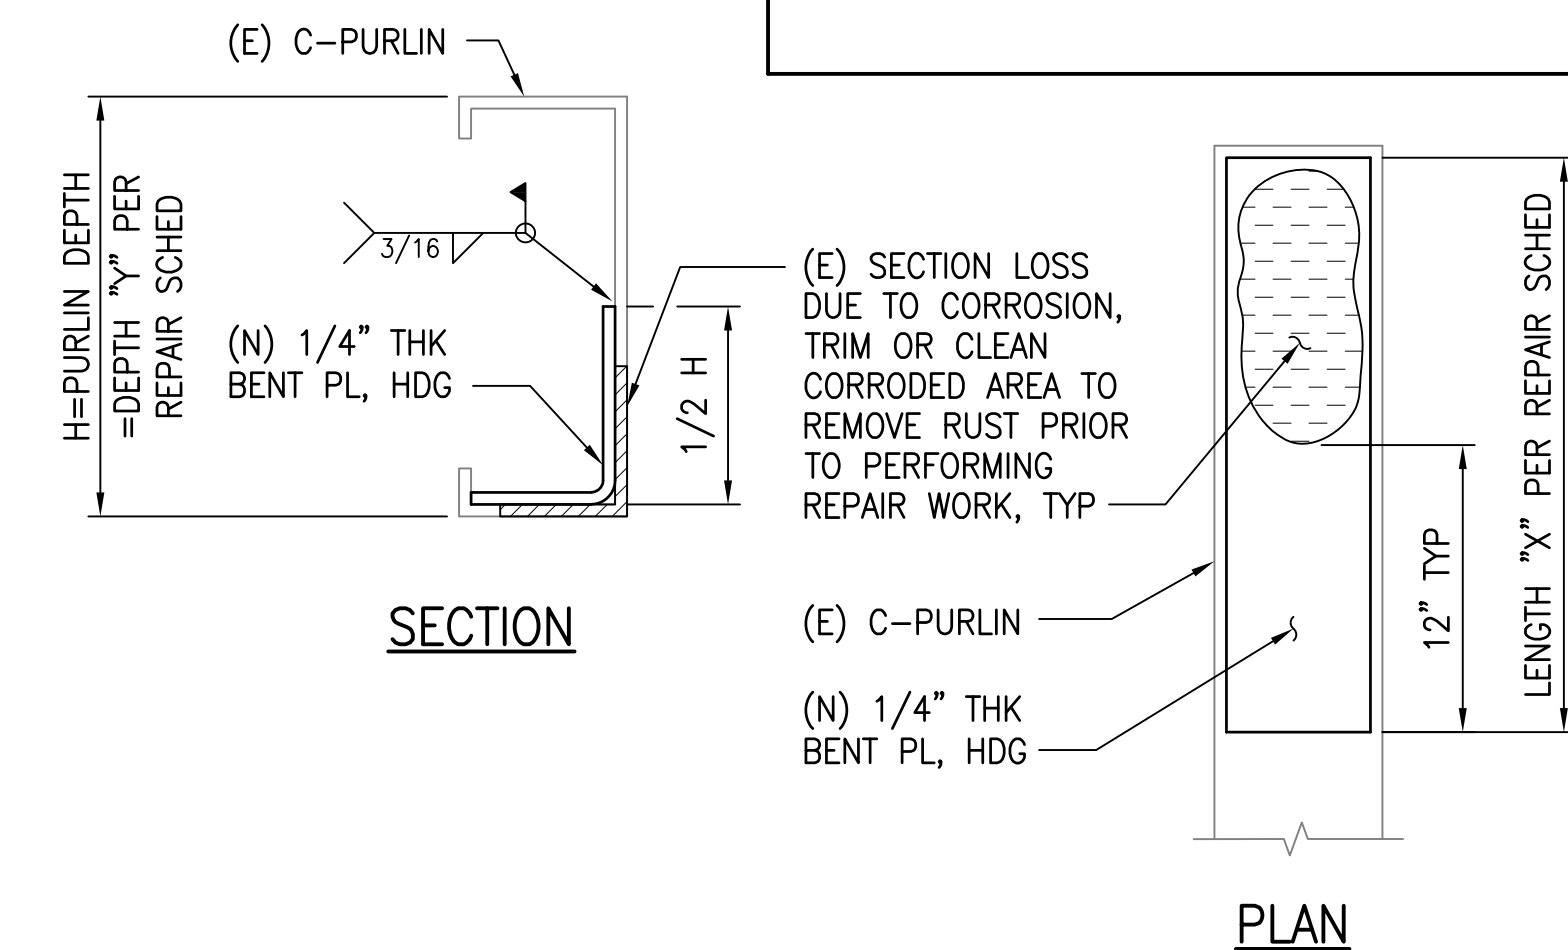 (E) C-PURLIN
H=PURLIN DEPTH
=DEPTH "Y" PER
REPAIR SCHED
3/16
(N) 1/4" THK
BENT PL, HDG
1/2 H
SECTION
(E) SECTION LOSS
DUE TO CORROSION,
TRIM OR CLEAN
CORRODED AREA TO
REMOVE RUST PRIOR
TO PERFORMING
REPAIR WORK, TYP
(E) C-PURLIN
(N) 1/4" THK
BENT PL, HDG
12" TYP
LENGTH "X" PER REPAIR SCHED
PLAN